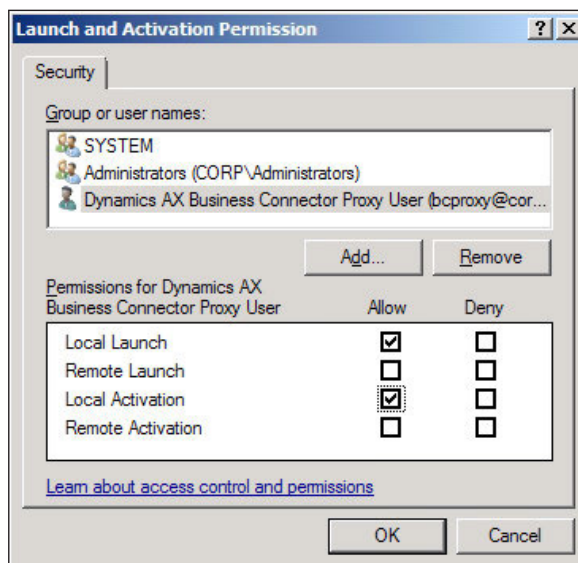 Launch and Activation Permission
Security
Group or user names:
SYSTEM
Administrators (CORP\Administrators)
Dynamics AX Business Connector Proxy User (bcproxy@cor...
Add... Remove
Permissions for Dynamics AX
Business Connector Proxy User Allow Deny
Local Launch
Remote Launch
Local Activation
Remote Activation
Learn about access control and permissions
OK Cancel